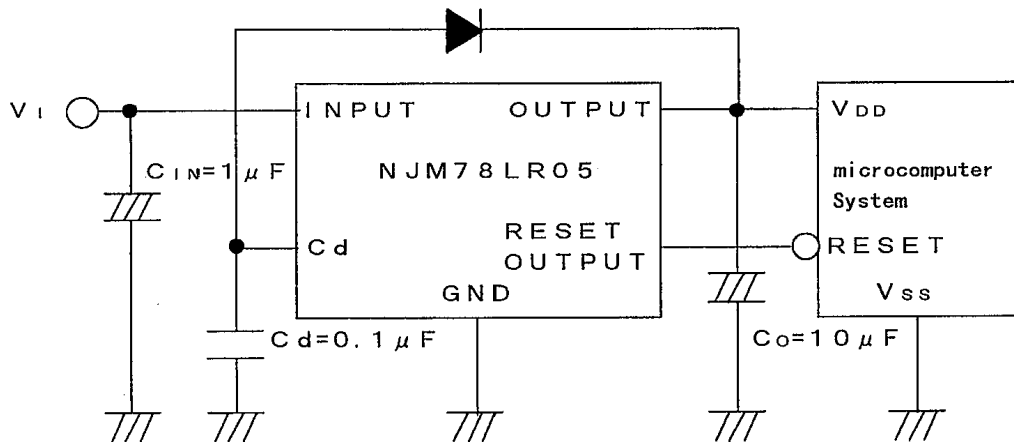 VI
INPUT
OUTPUT
VDD
CIN=1μF
NJM78LR05
microcomputer
System
Cd
RESET
OUTPUT
RESET
GND
VSS
Cd=0.1μF
CO=10μF